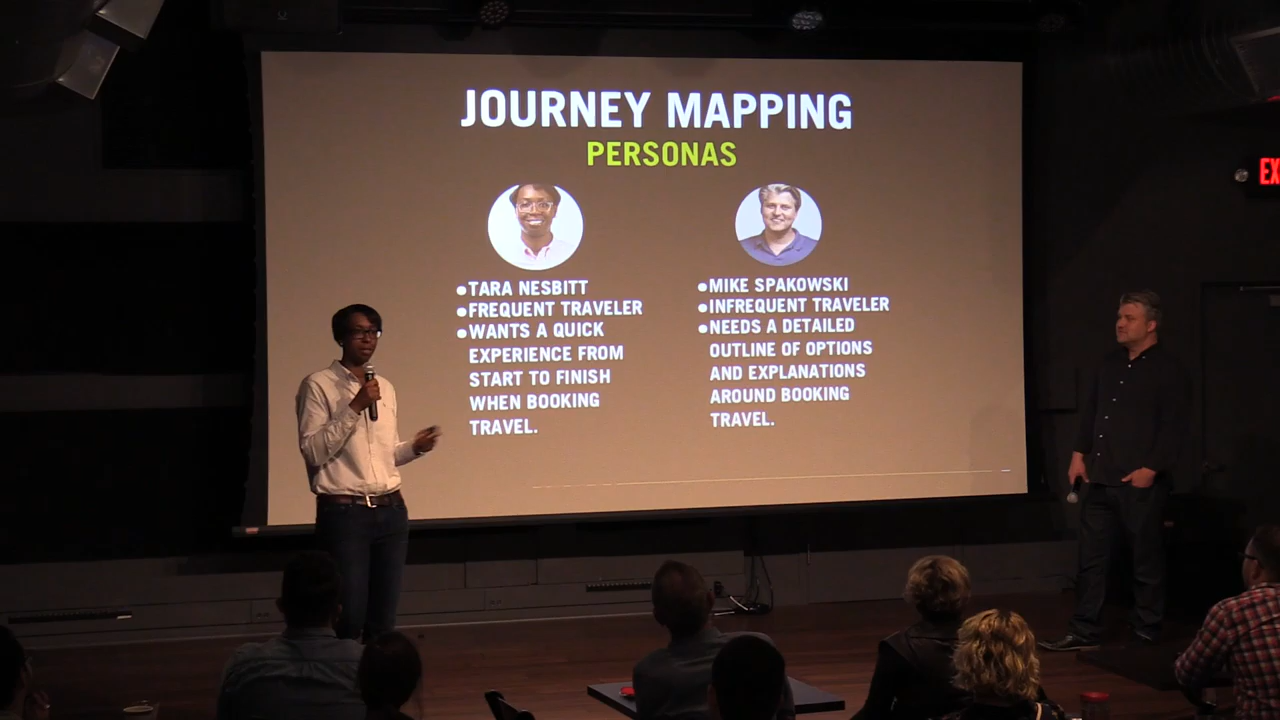 JOURNEY MAPPING
PERSONAS
•TARA NESBITT
•FREQUENT TRAVELER
•WANTS A QUICK
EXPERIENCE FROM
START TO FINISH
WHEN BOOKING
TRAVEL.
•MIKE SPAKOWSKI
•INFREQUENT TRAVELER
•NEEDS A DETAILED
OUTLINE OF OPTIONS
AND EXPLANATIONS
AROUND BOOKING
TRAVEL.
EX